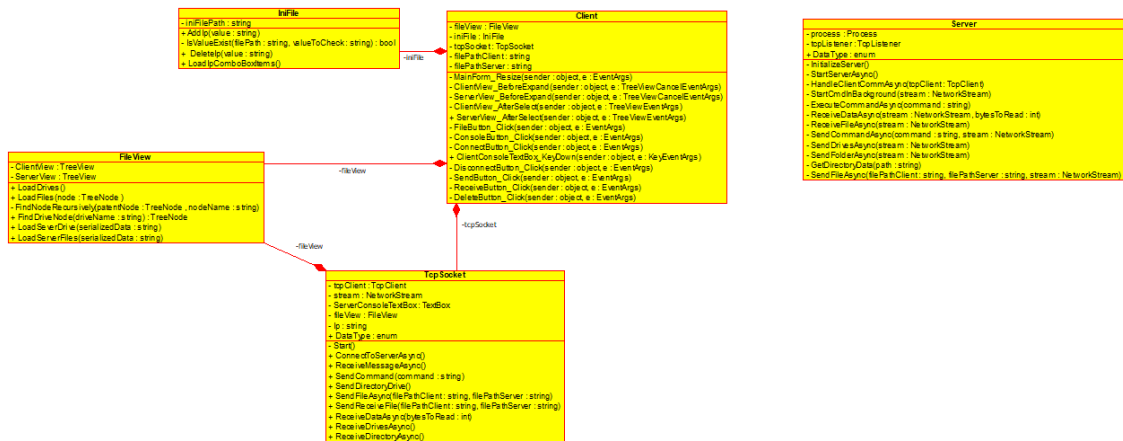 IniFile
- iniFilePath : string
+ AddIp(value : string)
- IsValueExist(filePath : string, valueToCheck : string) : bool
+ DeleteIp(value : string)
+ LoadIpComboBoxItems()
-iniFile
Client
- fileView : FileView
- iniFile : IniFile
- tcpSocket : TcpSocket
- filePathClient : string
- filePathServer : string
- MainForm_Resize(sender : object, e : EventArgs)
- ClientView_BeforeExpand(sender : object, e : TreeViewCancelEventArgs)
- ServerView_BeforeExpand(sender : object, e : TreeViewCancelEventArgs)
- ClientView_AfterSelect(sender : object, e : TreeViewEventArgs)
+ ServerView_AfterSelect(sender : object, e : TreeViewEventArgs)
- FileButton_Click(sender : object, e : EventArgs)
- ConsoleButton_Click(sender : object, e : EventArgs)
- ConnectButton_Click(sender : object, e : EventArgs)
+ ClientConsoleTextBox_KeyDown(sender : object, e : KeyEventArgs)
- DisconnectButton_Click(sender : object, e : EventArgs)
- SendButton_Click(sender : object, e : EventArgs)
- ReceiveButton_Click(sender : object, e : EventArgs)
- DeleteButton_Click(sender : object, e : EventArgs)
Server
- process : Process
- tcpListener : TcpListener
+ DataType : enum
- InitializeServer()
- StartServerAsync()
- HandleClientCommAsync(tcpClient : TcpClient)
- StartCmdInBackground(stream : NetworkStream)
- ExecuteCommandAsync(command : string)
- ReceiveDataAsync(stream : NetworkStream, bytesToRead : int)
- ReceiveFileAsync(stream : NetworkStream)
- SendCommandAsync(command : string, stream : NetworkStream)
- SendDrivesAsync(stream : NetworkStream)
- SendFolderAsync(stream : NetworkStream)
- GetDirectoryData(path : string)
- SendFileAsync(filePathClient : string, filePathServer : string, stream : NetworkStream)
FileView
- ClientView : TreeView
- ServerView : TreeView
+ LoadDrives()
+ LoadFiles(node : TreeNode )
- FindNodeRecursively(patentNode : TreeNode , nodeName : string)
+ FindDriveNode(driveName : string) : TreeNode
+ LoadSeverDrive(serializedData : string)
+ LoadServerFiles(serializedData : string)
-fileView
-tcpSocket
-fileView
TcpSocket
- tcpClient : TcpClient
- stream : NetworkStream
- ServerConsoleTextBox : TextBox
- fileView : FileView
- Ip : string
+ DataType : enum
- Start()
+ ConnectToServerAsync()
+ ReceiveMessageAsync()
+ SendCommand(command : string)
+ SendDirectoryDrive()
+ SendFileAsync(filePathClient : string, filePathServer : string)
+ SendReceiveFile(filePathClient : string, filePathServer : string)
+ ReceiveDataAsync(bytesToRead : int)
+ ReceiveDrivesAsync()
+ ReceiveDirectoryAsync()